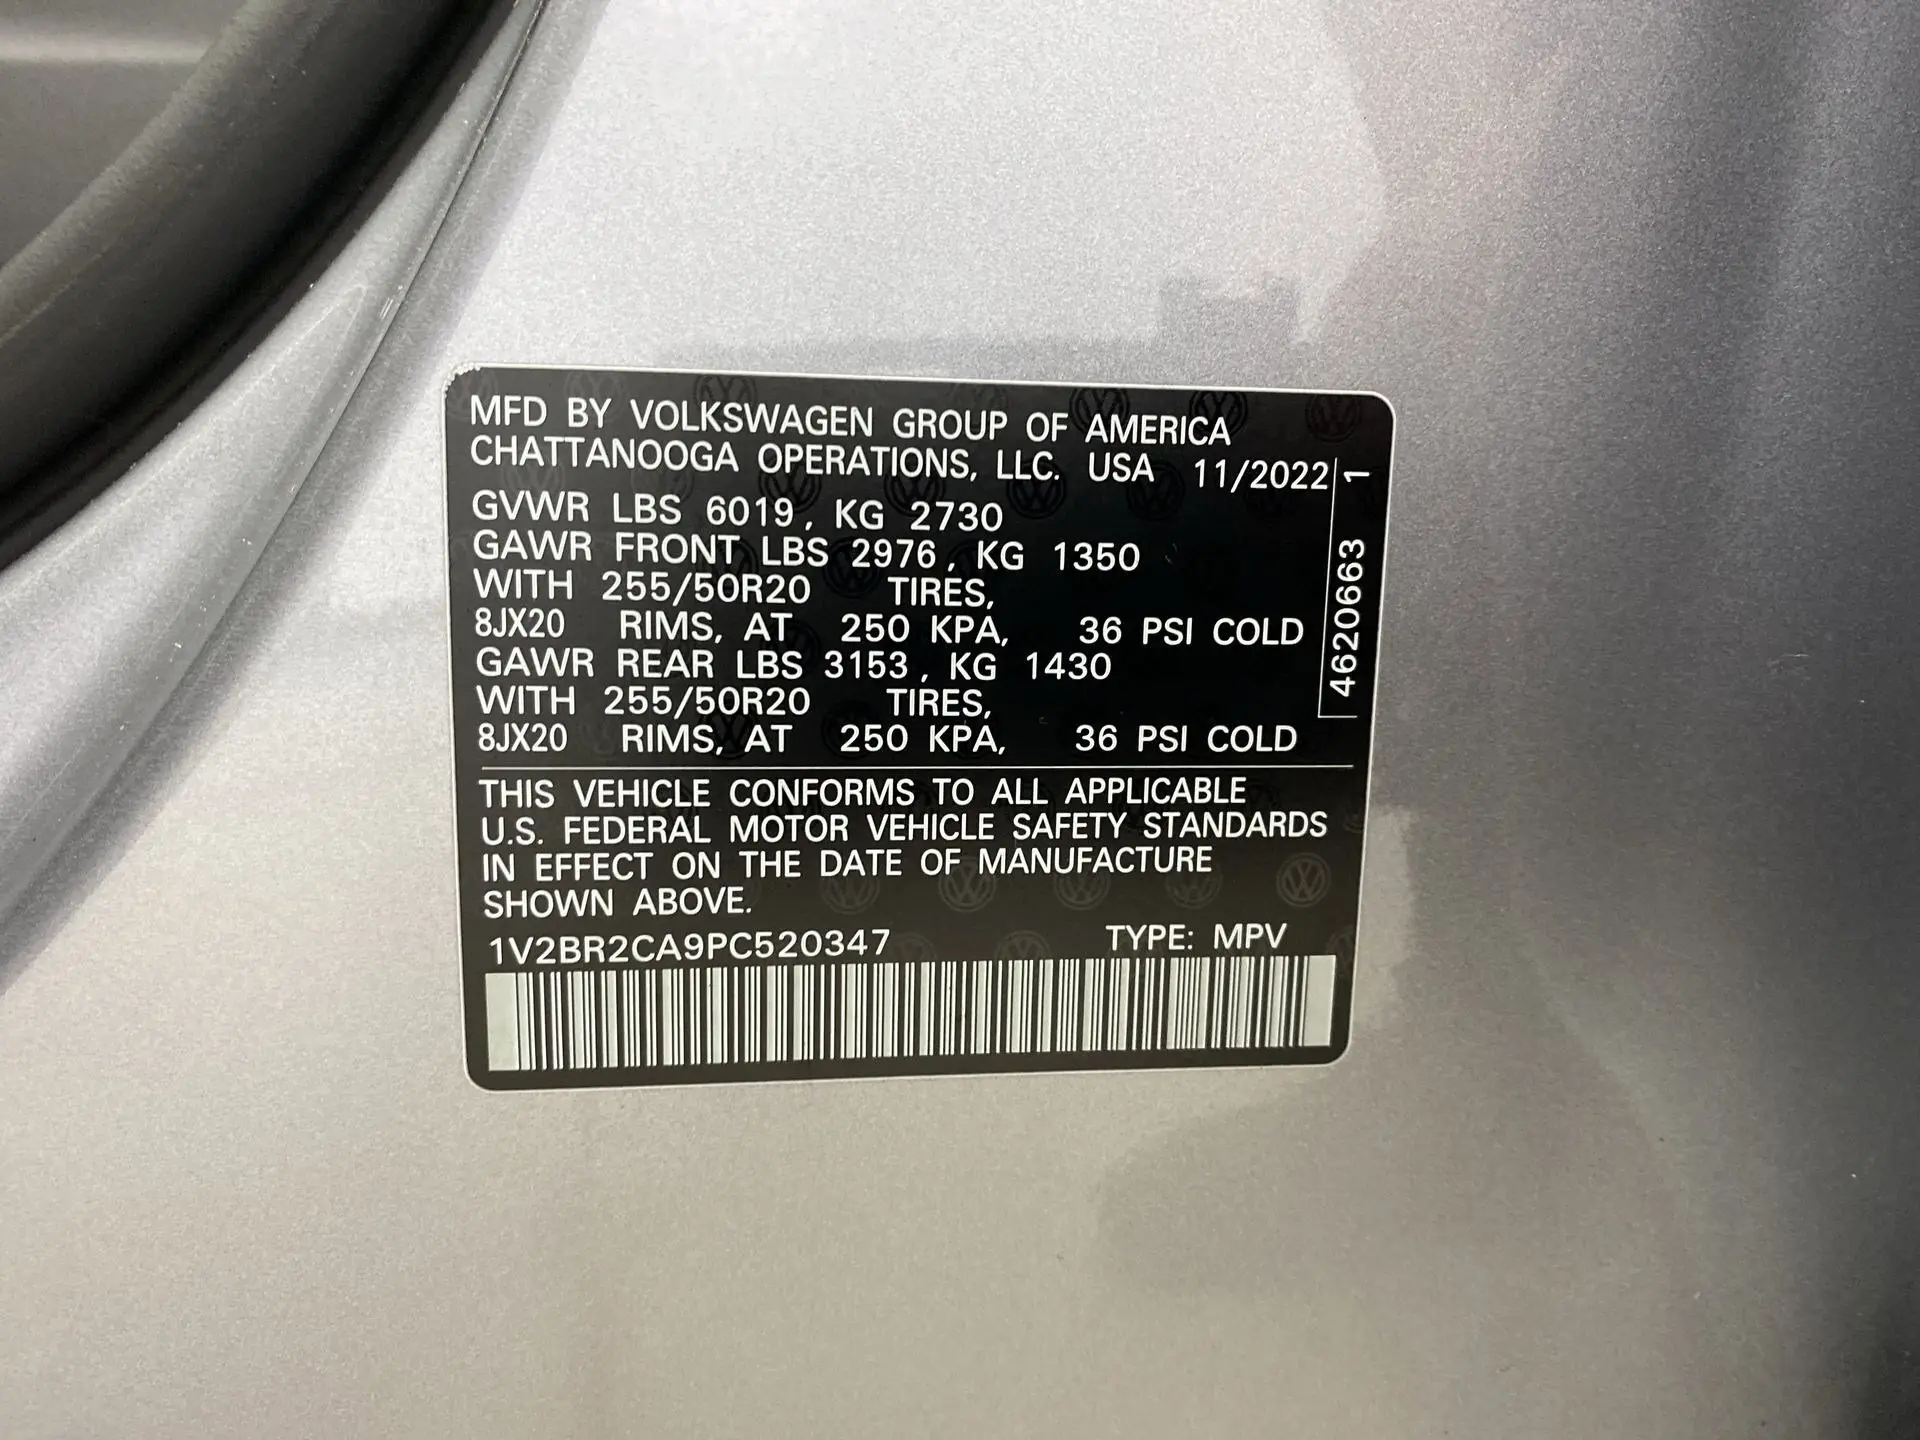 MFD BY VOLKSWAGEN GROUP OF AMERICA
CHATTANOOGA OPERATIONS, LLC. USA 11/2022
GVWR LBS 6019, KG 2730
GAWR FRONT LBS 2976, KG 1350
WITH 255/50R20 TIRES,
8JX20 RIMS, AT 250 KPA, 36 PSI COLD
GAWR REAR LBS 3153, KG 1430
WITH 255/50R20 TIRES,
8JX20 RIMS, AT 250 KPA, 36 PSI COLD
4620663 1
THIS VEHICLE CONFORMS TO ALL APPLICABLE
U.S. FEDERAL MOTOR VEHICLE SAFETY STANDARDS
IN EFFECT ON THE DATE OF MANUFACTURE
SHOWN ABOVE.
1V2BR2CA9PC520347 TYPE: MPV